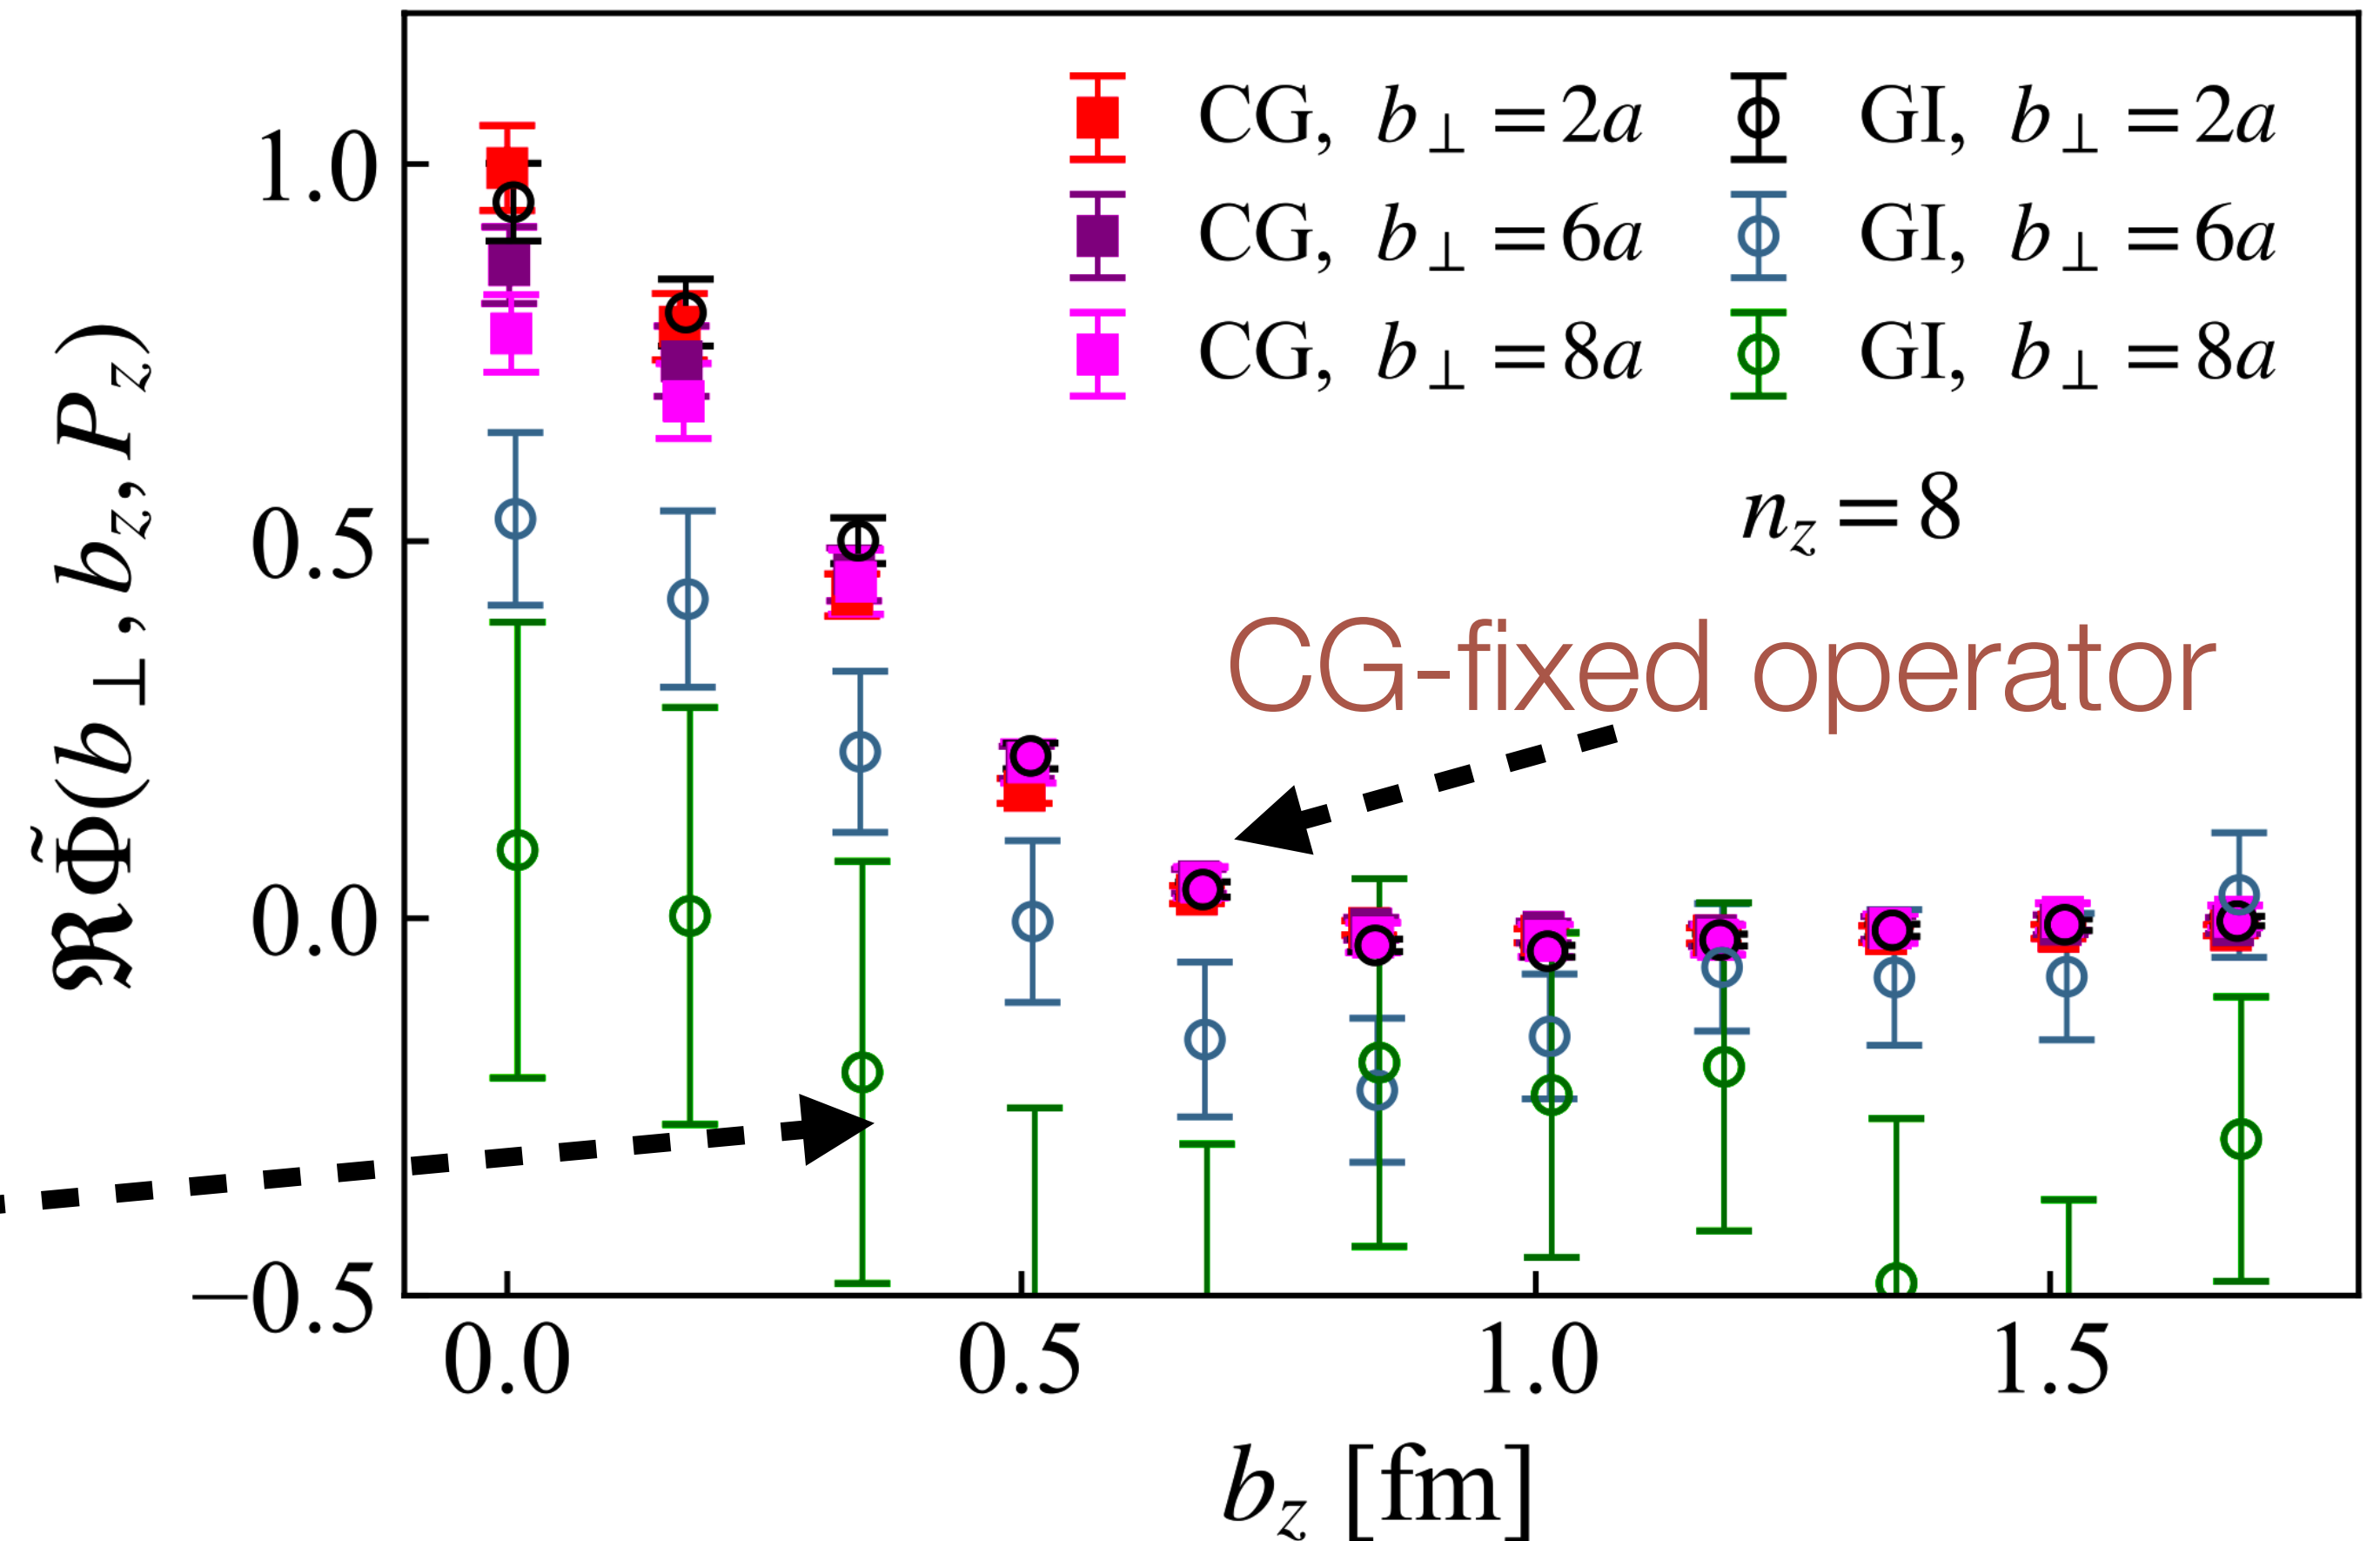 CG, b⊥ = 2a
CG, b⊥ = 6a
CG, b⊥ = 8a
GI, b⊥ = 2a
GI, b⊥ = 6a
GI, b⊥ = 8a
n_z = 8
CG-fixed operator
ℜΦ̃(b⊥, b_z, P_z)
1.0
0.5
0.0
−0.5
0.0
0.5
1.0
1.5
b_z [fm]